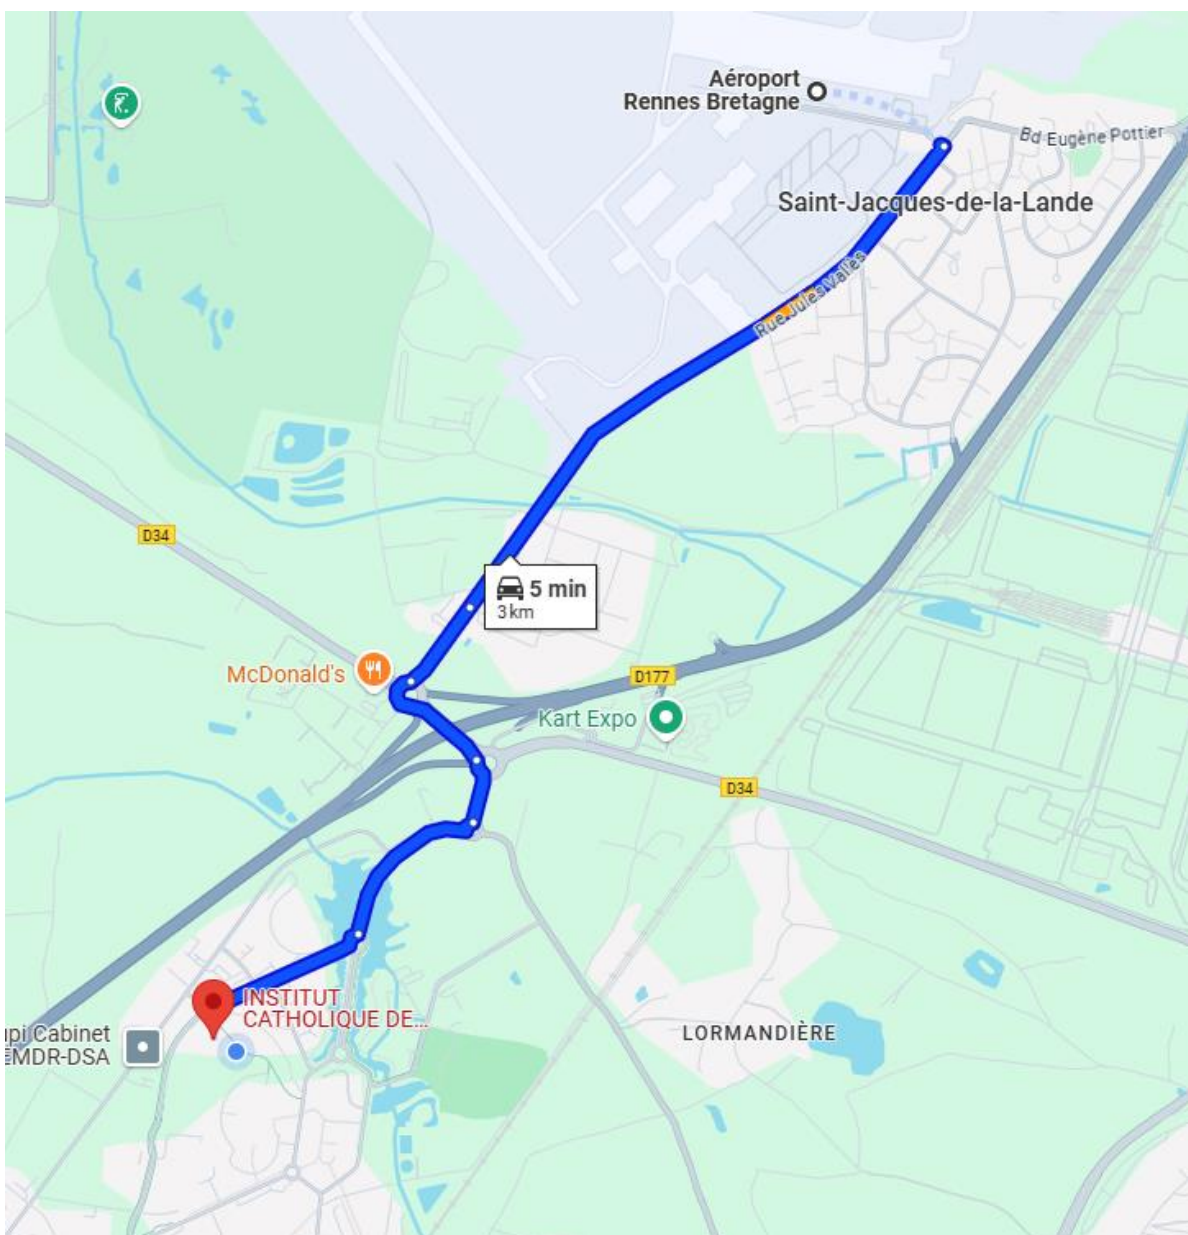 Aéroport
Rennes Bretagne
Bd Eugène Pottier
Saint-Jacques-de-la-Lande
Rue Jules Vallès
D34
5 min
3 km
McDonald's
D177
Kart Expo
D34
INSTITUT
CATHOLIQUE DE...
Cabinet
EMDR-DSA
LORMANDIÈRE